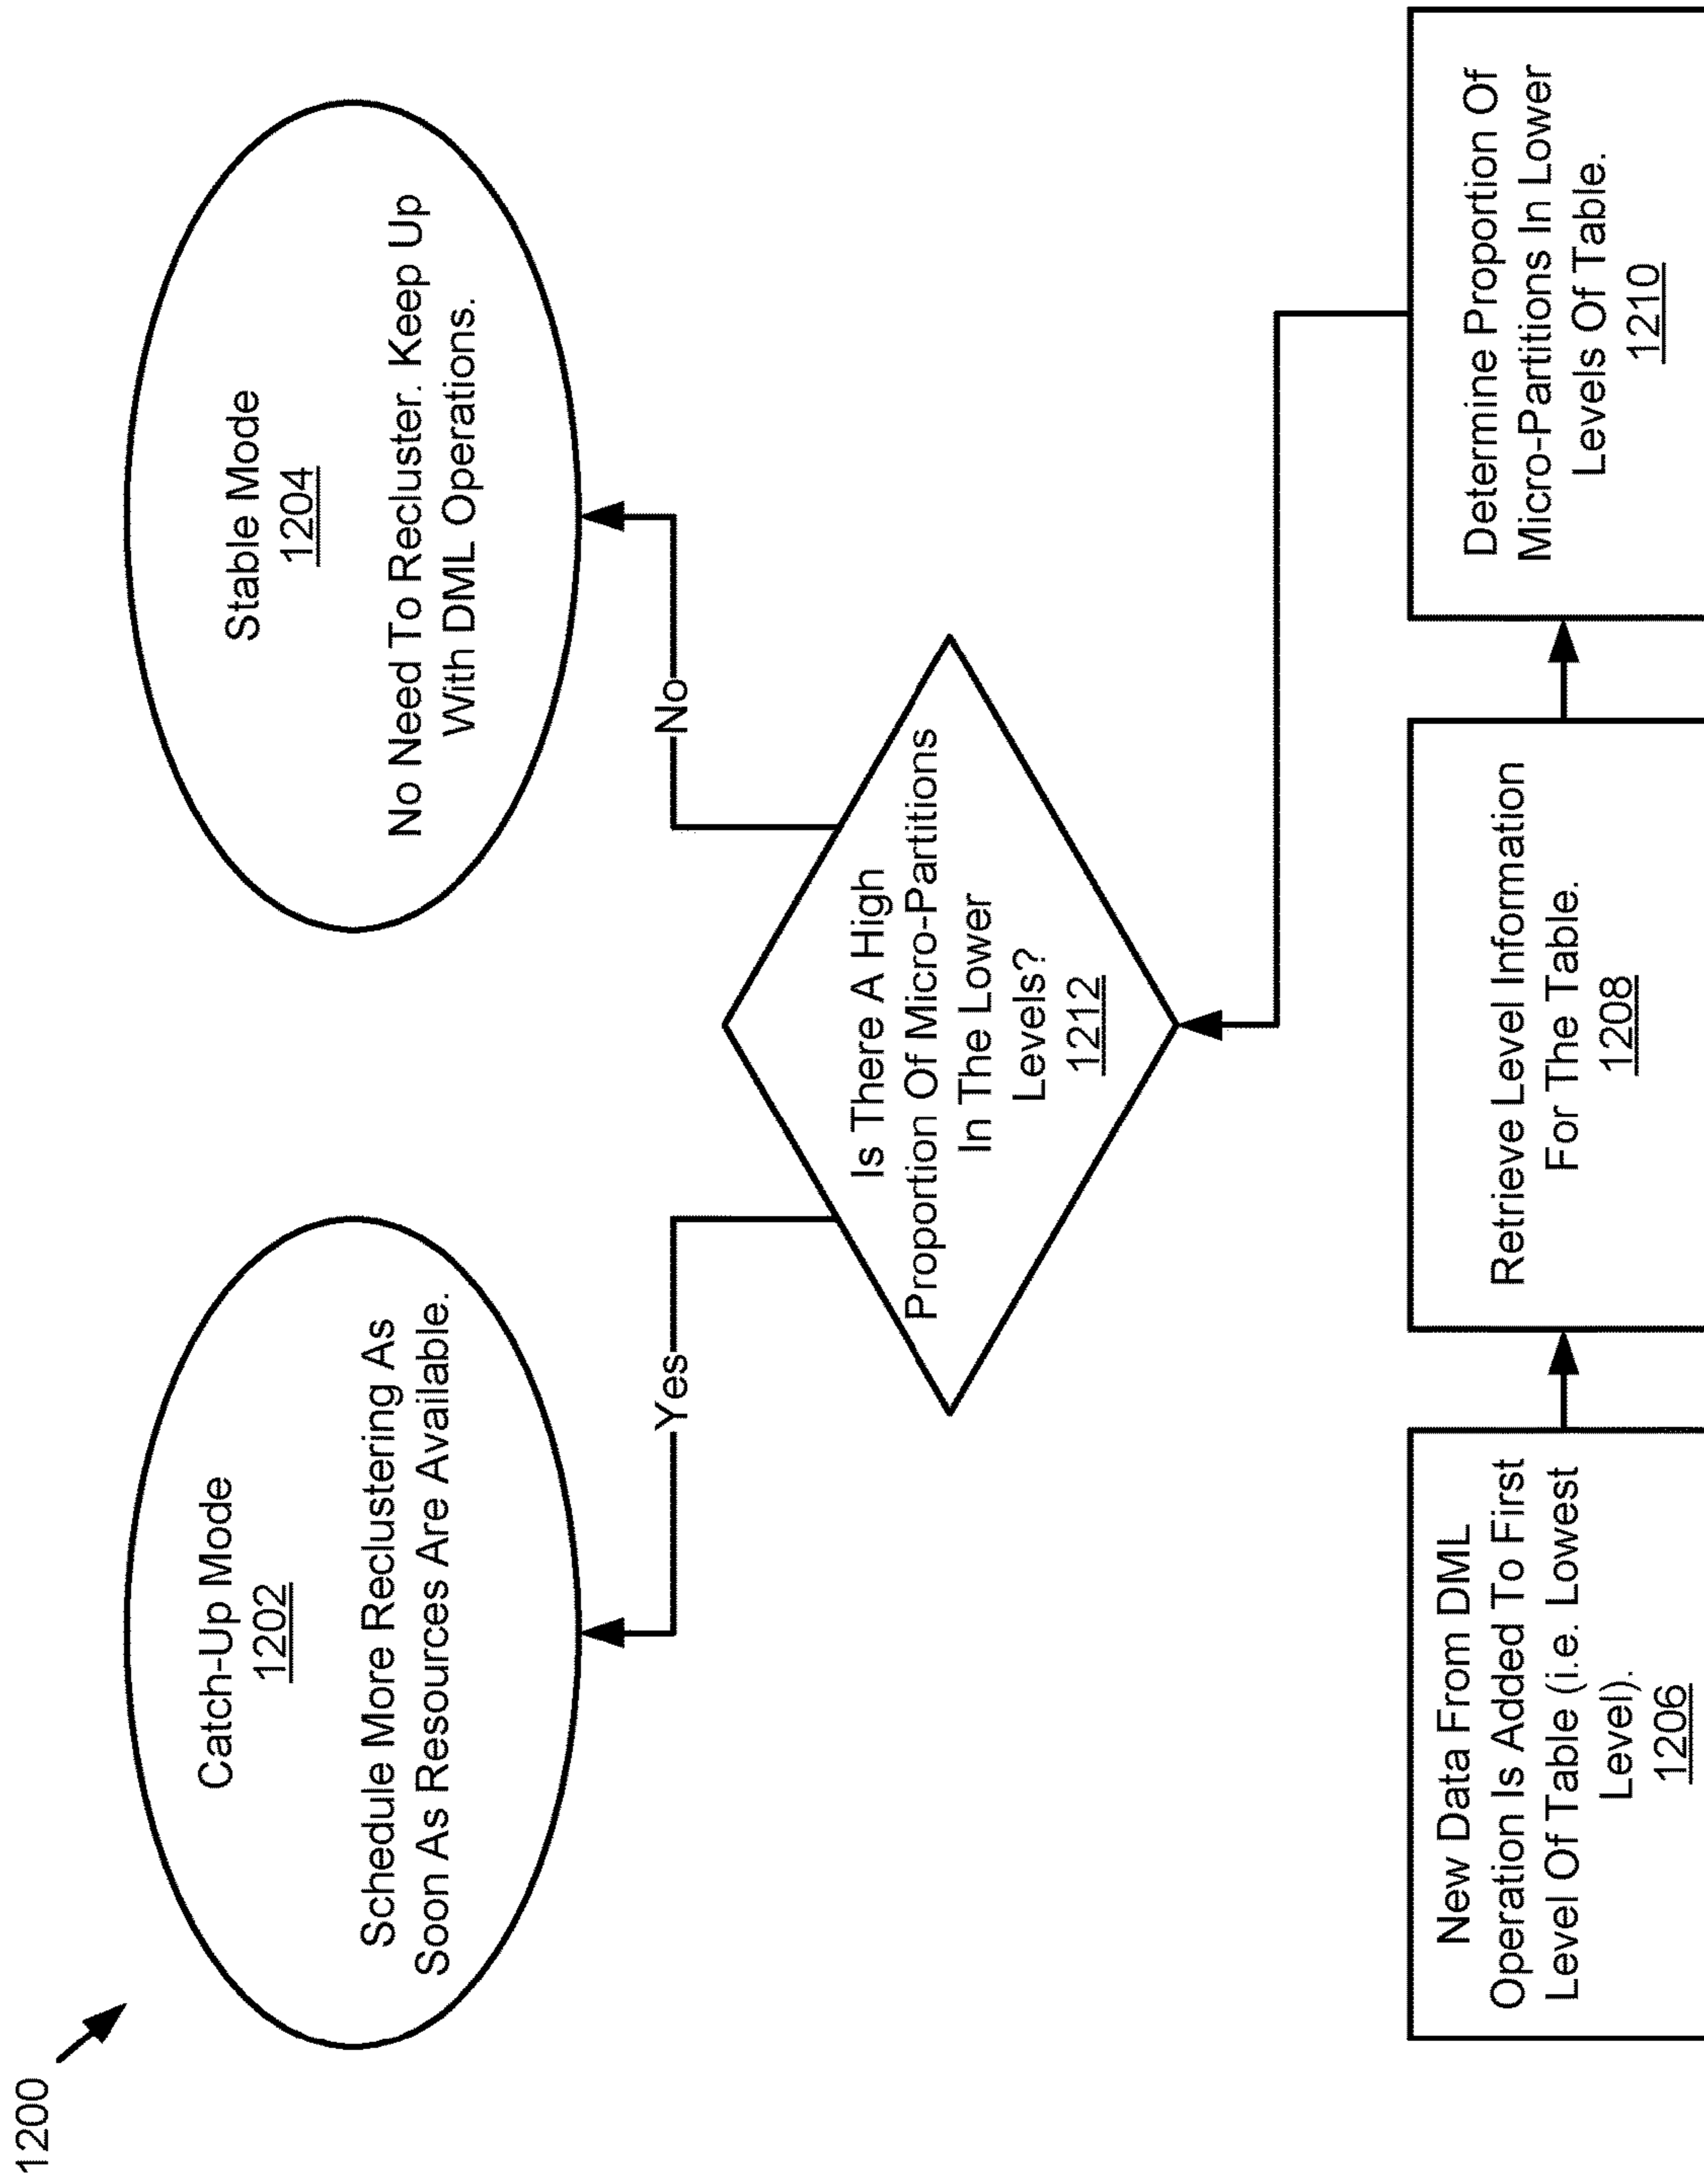 1200
Catch-Up Mode
1202
Schedule More Reclustering As
Soon As Resources Are Available.
Stable Mode
1204
No Need To Recluster. Keep Up
With DML Operations.
Yes
No
Is There A High
Proportion Of Micro-Partitions
In The Lower
Levels?
1212
New Data From DML
Operation Is Added To First
Level Of Table (i.e. Lowest
Level).
1206
Retrieve Level Information
For The Table.
1208
Determine Proportion Of
Micro-Partitions In Lower
Levels Of Table.
1210